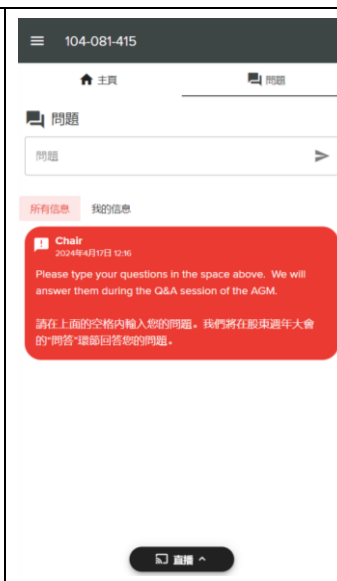 104-081-415
主頁
問題
問題
問題
所有信息 我的信息
Chair
2024年4月17日 12:16
Please type your questions in the space above. We will
answer them during the Q&A session of the AGM.
請在上面的空格內輸入您的問題。我們將在股東週年大會
的“問答”環節回答您的問題。
直播